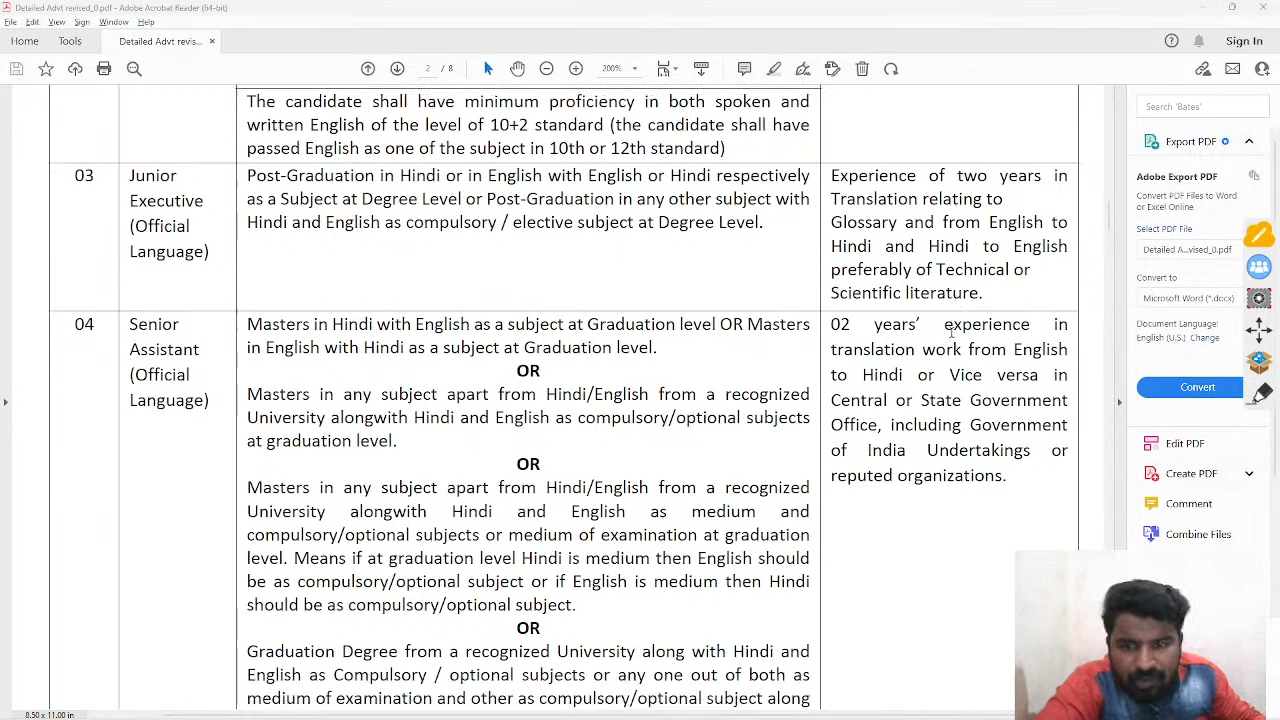 Detailed Advt revised_0.pdf - Adobe Acrobat Reader (64-bit)
File Edit View Sign Window Help
Home Tools Detailed Advt revis... × Sign In
2 / 8 200%
The candidate shall have minimum proficiency in both spoken and
written English of the level of 10+2 standard (the candidate shall have
passed English as one of the subject in 10th or 12th standard)
03
Junior
Executive
(Official
Language)
Post-Graduation in Hindi or in English with English or Hindi respectively
as a Subject at Degree Level or Post-Graduation in any other subject with
Hindi and English as compulsory / elective subject at Degree Level.
Experience of two years in
Translation relating to
Glossary and from English to
Hindi and Hindi to English
preferably of Technical or
Scientific literature.
04
Senior
Assistant
(Official
Language)
Masters in Hindi with English as a subject at Graduation level OR Masters
in English with Hindi as a subject at Graduation level.
OR
Masters in any subject apart from Hindi/English from a recognized
University alongwith Hindi and English as compulsory/optional subjects
at graduation level.
OR
Masters in any subject apart from Hindi/English from a recognized
University alongwith Hindi and English as medium and
compulsory/optional subjects or medium of examination at graduation
level. Means if at graduation level Hindi is medium then English should
be as compulsory/optional subject or if English is medium then Hindi
should be as compulsory/optional subject.
OR
Graduation Degree from a recognized University along with Hindi and
English as Compulsory / optional subjects or any one out of both as
medium of examination and other as compulsory/optional subject along
02 years’ experience in
translation work from English
to Hindi or Vice versa in
Central or State Government
Office, including Government
of India Undertakings or
reputed organizations.
Search 'Bates'
Export PDF
Adobe Export PDF
Convert PDF Files to Word
or Excel Online
Select PDF File
Detailed A...vised_0.pdf
Convert to
Microsoft Word (*.docx)
Document Language:
English (U.S.) Change
Convert
Edit PDF
Create PDF
Comment
Combine Files
8.50 x 11.00 in